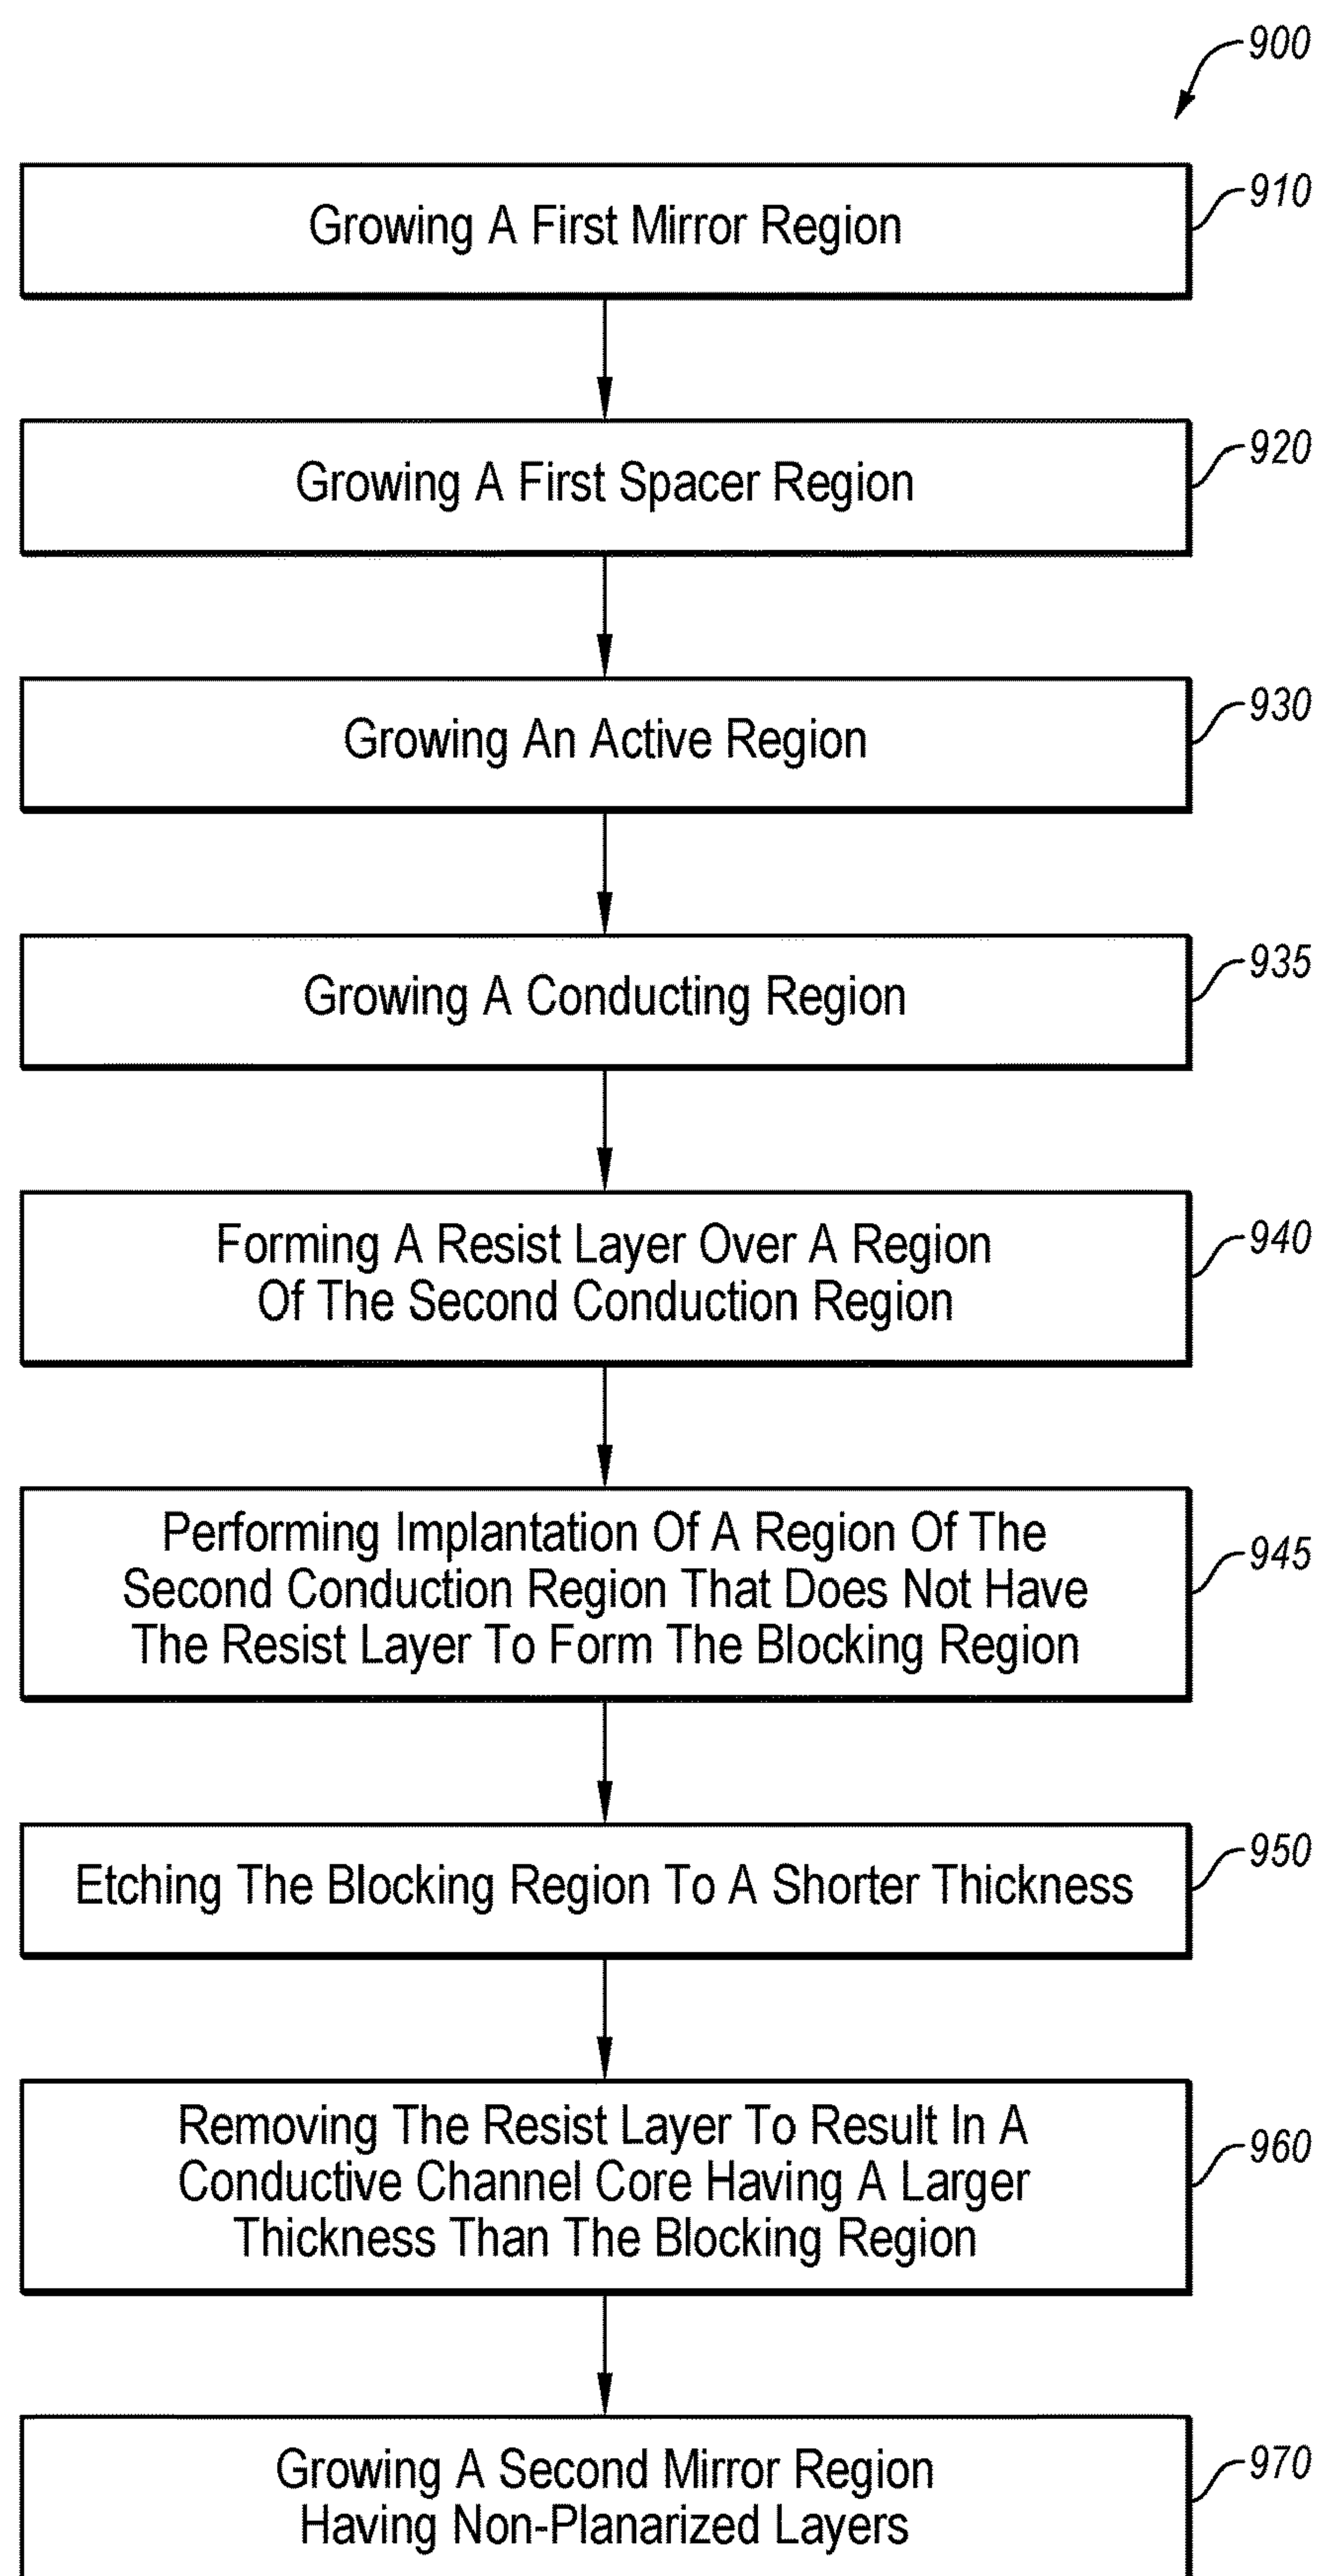 900
Growing A First Mirror Region
910
Growing A First Spacer Region
920
Growing An Active Region
930
Growing A Conducting Region
935
Forming A Resist Layer Over A Region
Of The Second Conduction Region
940
Performing Implantation Of A Region Of The
Second Conduction Region That Does Not Have
The Resist Layer To Form The Blocking Region
945
Etching The Blocking Region To A Shorter Thickness
950
Removing The Resist Layer To Result In A
Conductive Channel Core Having A Larger
Thickness Than The Blocking Region
960
Growing A Second Mirror Region
Having Non-Planarized Layers
970